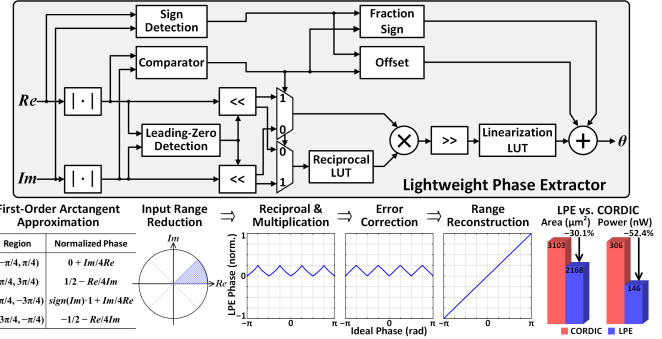 Sign Detection
Fraction Sign
Comparator
Offset
Re
|·|
<<
1
0
Leading-Zero Detection
×
>>
Linearization LUT
+
θ
0
Reciprocal LUT
Im
|·|
<<
1
Lightweight Phase Extractor
First-Order Arctangent Approximation
Region Normalized Phase
−π/4, π/4) 0 + Im/4Re
π/4, 3π/4) 1/2 − Re/4Im
π/4, −3π/4) sign(Im)·1 + Im/4Re
3π/4, −π/4) −1/2 − Re/4Im
Input Range Reduction
Im
Re
Reciproal & Multiplication
Error Correction
Range Reconstruction
LPE Phase (norm.)
1
0
−1
−π 0 π
−π 0 π
−π 0 π
Ideal Phase (rad)
LPE vs. CORDIC
Area (μm²) Power (nW)
−30.1% −52.4%
3103
2168
306
146
CORDIC LPE